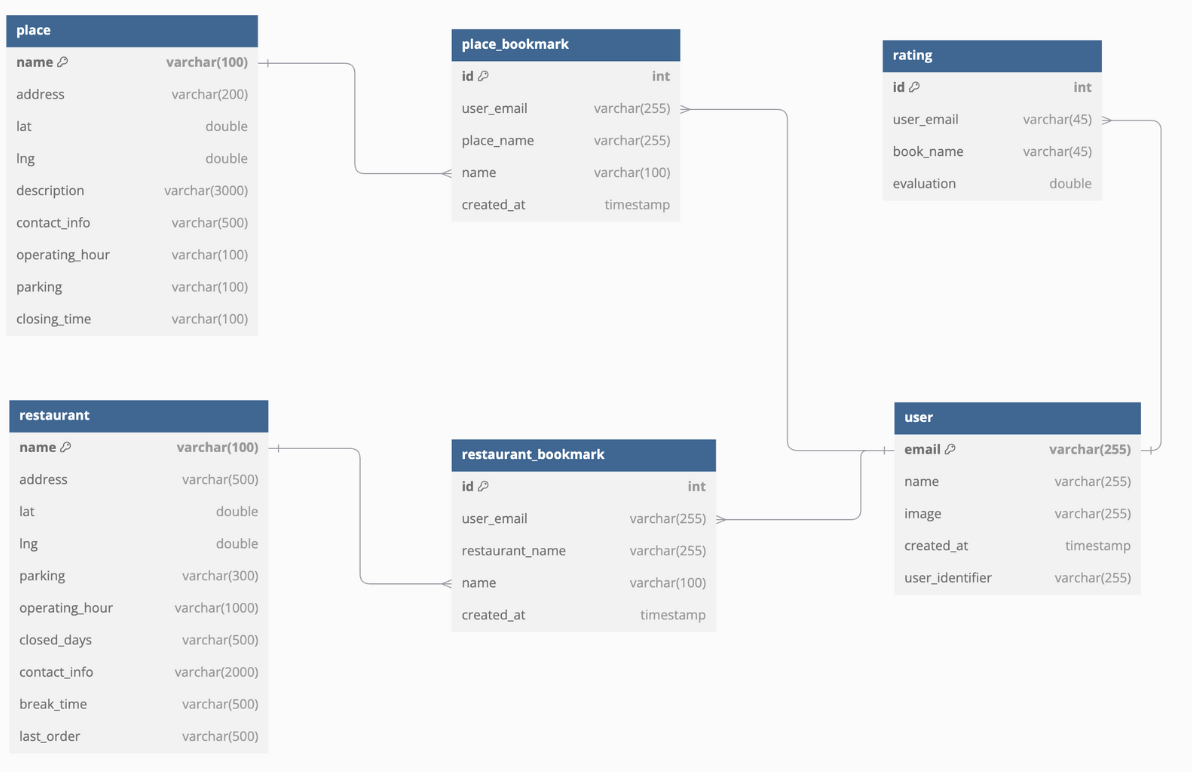 place
name varchar(100)
address varchar(200)
lat double
lng double
description varchar(3000)
contact_info varchar(500)
operating_hour varchar(100)
parking varchar(100)
closing_time varchar(100)
place_bookmark
id int
user_email varchar(255)
place_name varchar(255)
name varchar(100)
created_at timestamp
rating
id int
user_email varchar(45)
book_name varchar(45)
evaluation double
restaurant
name varchar(100)
address varchar(500)
lat double
lng double
parking varchar(300)
operating_hour varchar(1000)
closed_days varchar(500)
contact_info varchar(2000)
break_time varchar(500)
last_order varchar(500)
restaurant_bookmark
id int
user_email varchar(255)
restaurant_name varchar(255)
name varchar(100)
created_at timestamp
user
email varchar(255)
name varchar(255)
image varchar(255)
created_at timestamp
user_identifier varchar(255)